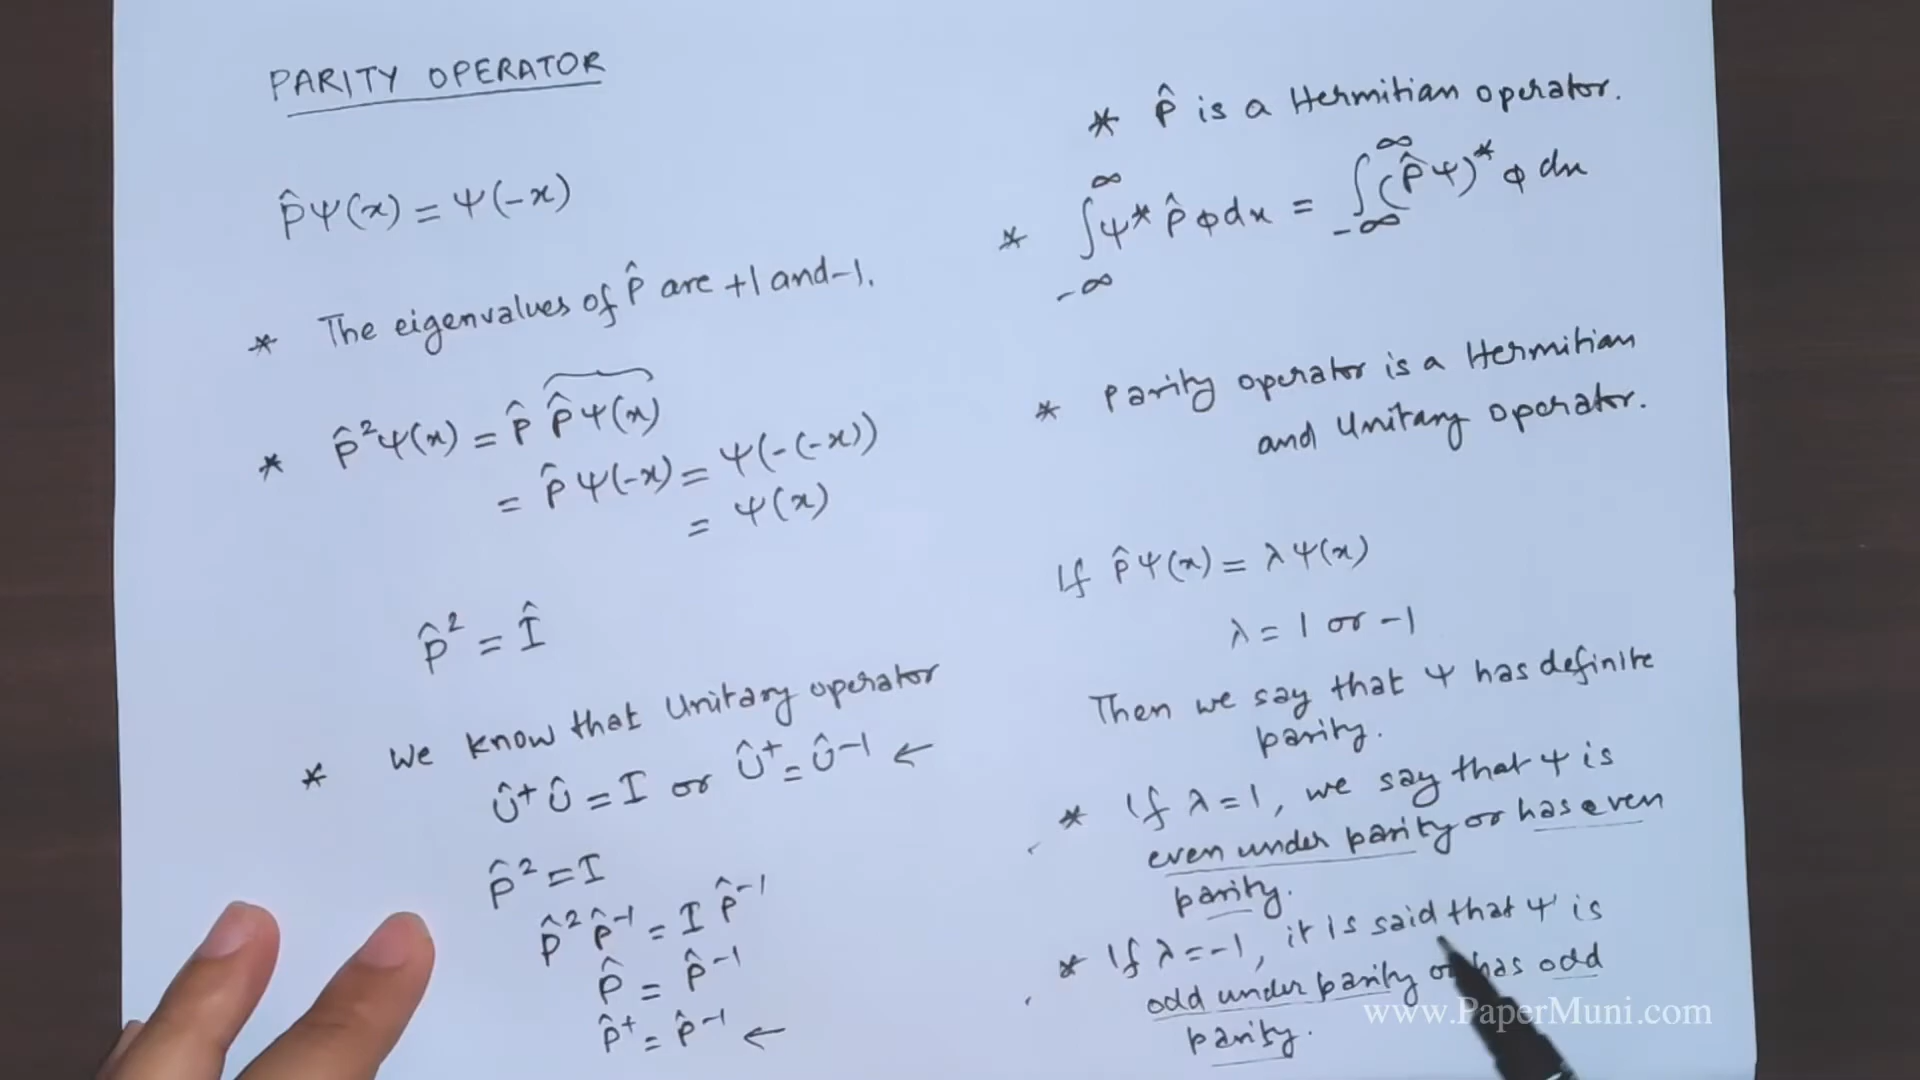 PARITY OPERATOR
P̂Ψ(x) = Ψ(-x)
* The eigenvalues of P̂ are +1 and -1.
* P̂²Ψ(x) = P̂ P̂Ψ(x)
= P̂Ψ(-x) = Ψ(-(-x))
= Ψ(x)
P̂² = Î
* We know that Unitary operator
Û⁺Û = I or Û⁺ = Û⁻¹ ←
P̂² = I
P̂² P̂⁻¹ = I P̂⁻¹
P̂ = P̂⁻¹
P̂⁺ = P̂⁻¹ ←
* P̂ is a Hermitian operator.
* ∫_{-∞}^{∞} Ψ* P̂ ϕ dx = ∫_{-∞}^{∞} (P̂Ψ)* ϕ dx
* Parity operator is a Hermitian
and Unitary operator.
If P̂Ψ(x) = λΨ(x)
λ = 1 or -1
Then we say that Ψ has definite
parity.
* If λ = 1, we say that Ψ is
even under parity or has even
parity.
* If λ = -1, it is said that Ψ is
odd under parity or has odd
parity.
www.PaperMuni.com